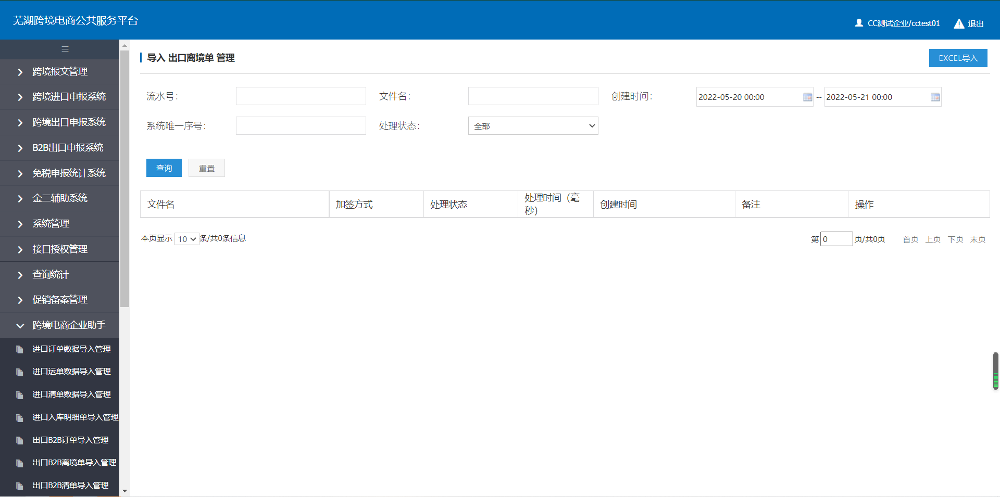 芜湖跨境电商公共服务平台
CC测试企业/cctest01
退出
跨境报文管理
跨境进口申报系统
跨境出口申报系统
B2B出口申报系统
免税申报统计系统
金二辅助系统
系统管理
接口授权管理
查询统计
促销备案管理
跨境电商企业助手
进口订单数据导入管理
进口运单数据导入管理
进口清单数据导入管理
进口入库明细单导入管理
出口B2B订单导入管理
出口B2B离境单导入管理
出口B2B清单导入管理
导入 出口离境单 管理
EXCEL导入
流水号：
文件名：
创建时间：
2022-05-20 00:00 -- 2022-05-21 00:00
系统唯一序号：
处理状态：
全部
查询
重置
文件名
加签方式
处理状态
处理时间（毫
秒）
创建时间
备注
操作
本页显示 10 条/共0条信息
第 0 页/共0页
首页 上页 下页 末页